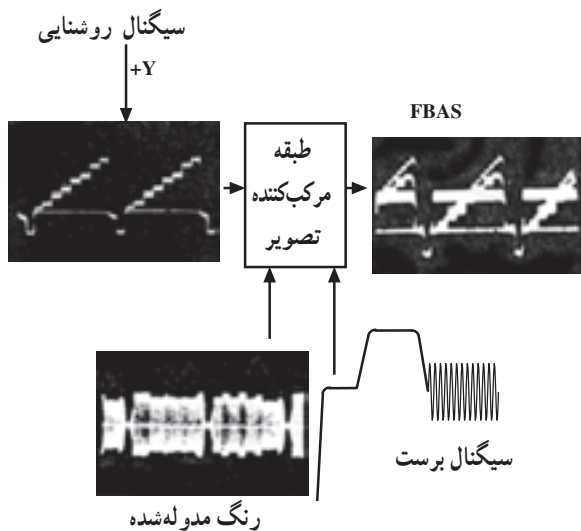 سیگنال روشنایی
+Y
FBAS
طبقه
مرکب‌کننده
تصویر
سیگنال برست
رنگ مدوله‌شده